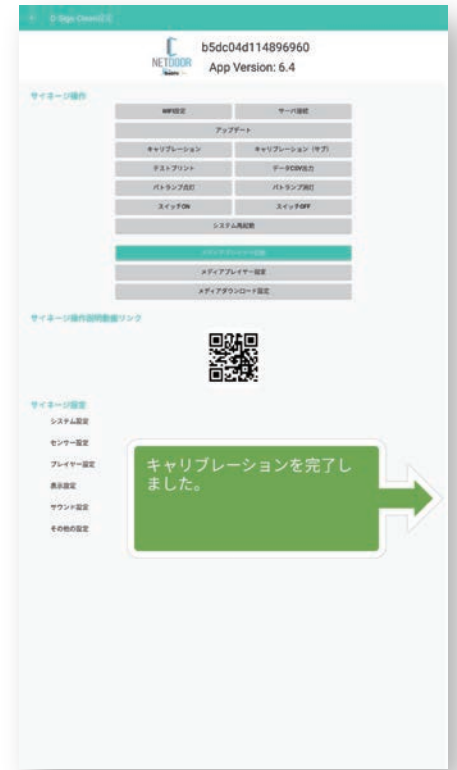 D-Sign Cleanの設定
NETDOOR
b5dc04d114896960
App Version: 6.4
サイネージ操作
WIFI設定
サーバ接続
アップデート
キャリブレーション
キャリブレーション（サブ）
テストプリント
データCSV出力
パトランプ点灯
パトランプ消灯
スイッチON
スイッチOFF
システム再起動
メディアプレイヤー設定
メディアダウンロード設定
サイネージ操作説明動画リンク
サイネージ設定
システム設定
センサー設定
プレイヤー設定
表示設定
サウンド設定
その他の設定
キャリブレーションを完了し
ました。